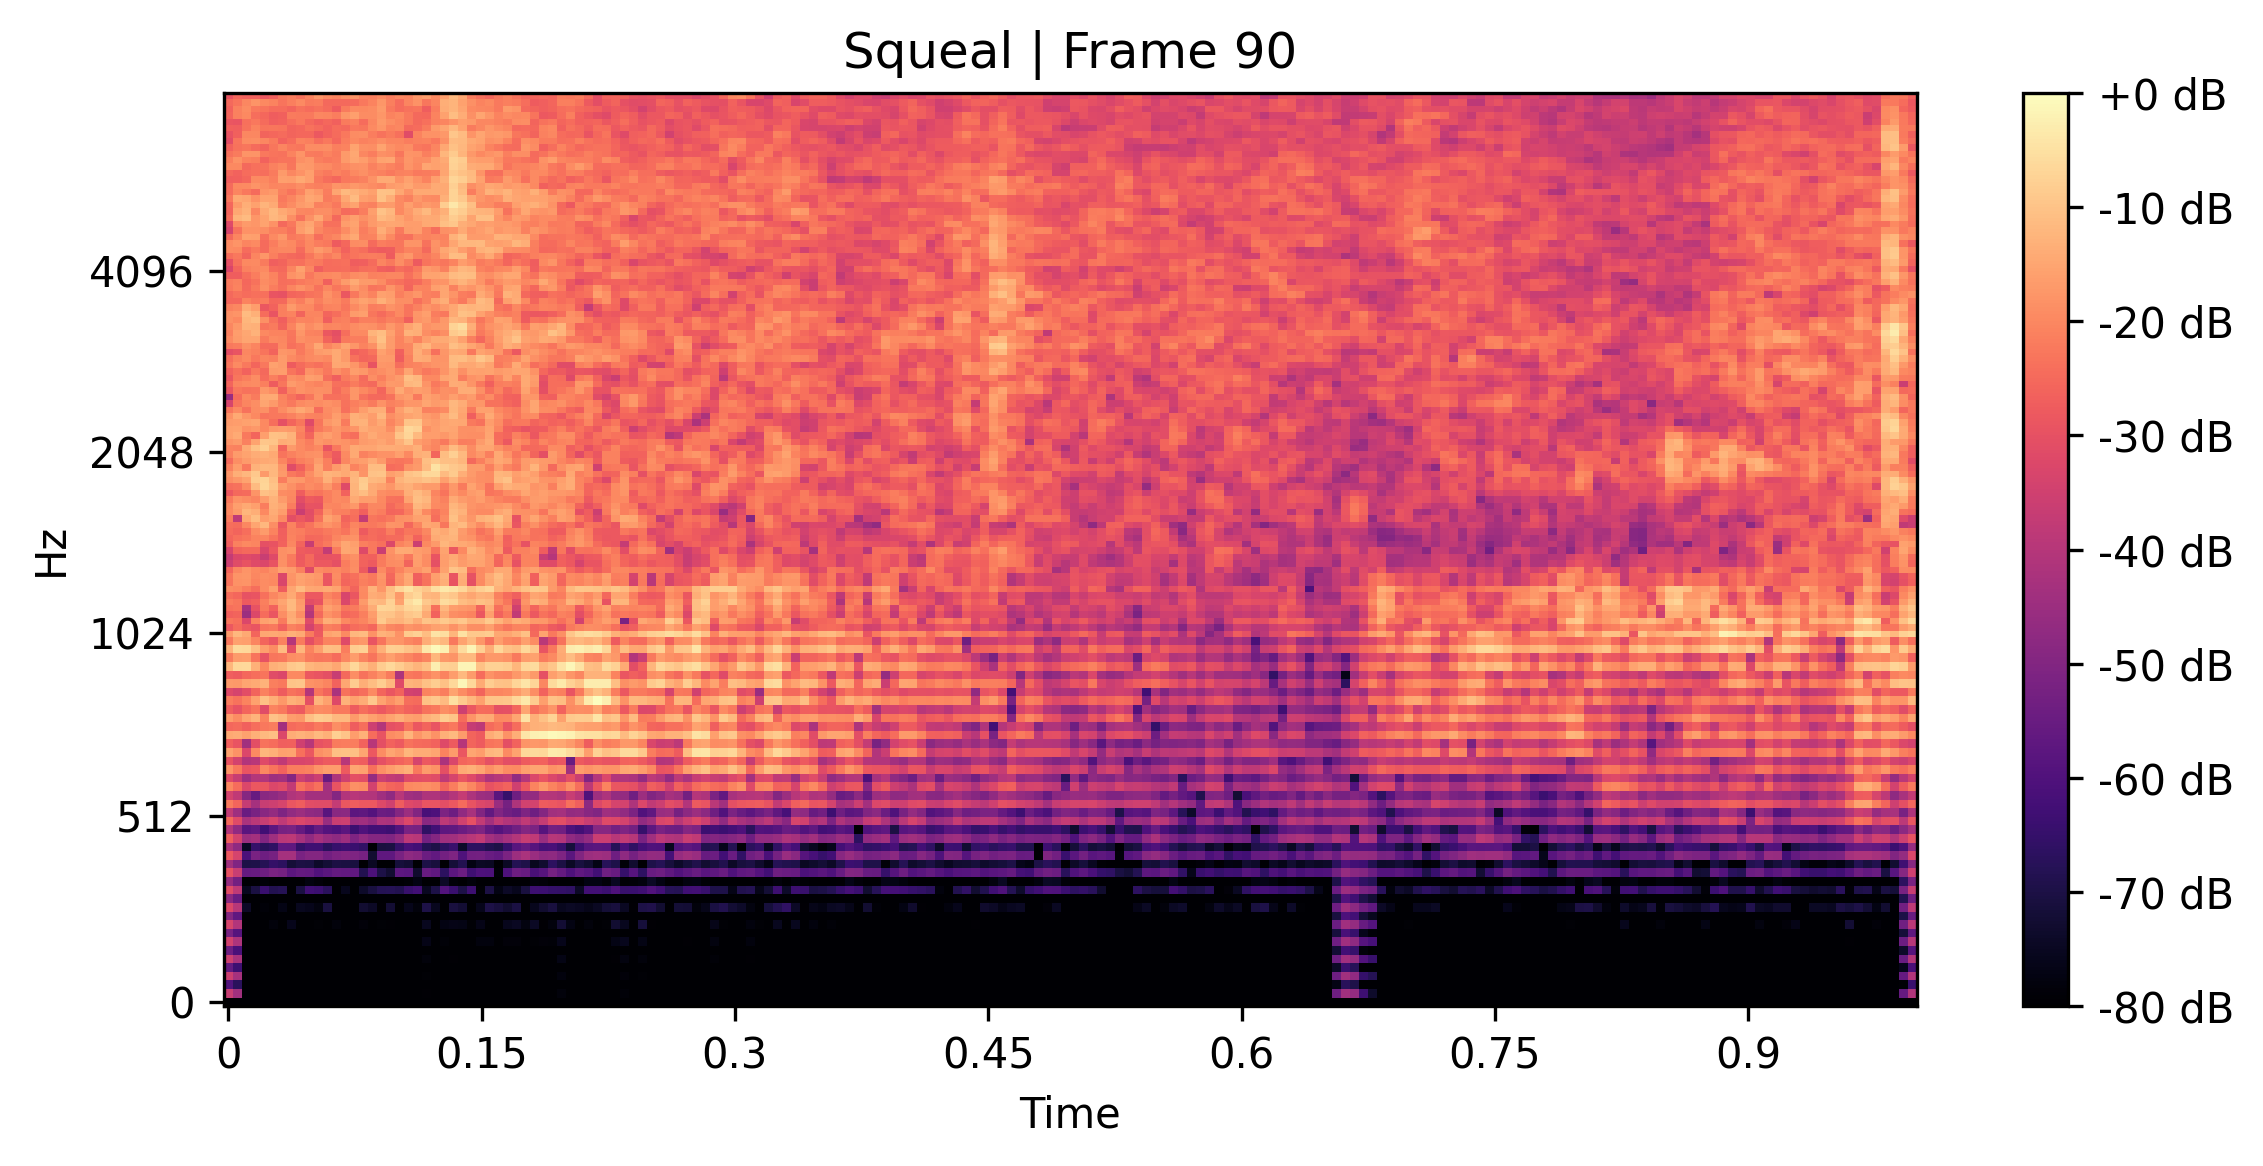 Squeal | Frame 90
+0 dB
-10 dB
-20 dB
-30 dB
-40 dB
-50 dB
-60 dB
-70 dB
-80 dB
Hz
4096
2048
1024
512
0
0
0.15
0.3
0.45
0.6
0.75
0.9
Time